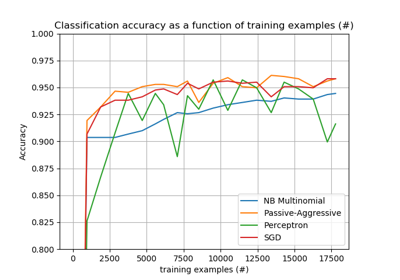 Classification accuracy as a function of training examples (#)
1.000
0.975
0.950
0.925
0.900
0.875
0.850
0.825
0.800
Accuracy
NB Multinomial
Passive-Aggressive
Perceptron
SGD
0 2500 5000 7500 10000 12500 15000 17500
training examples (#)